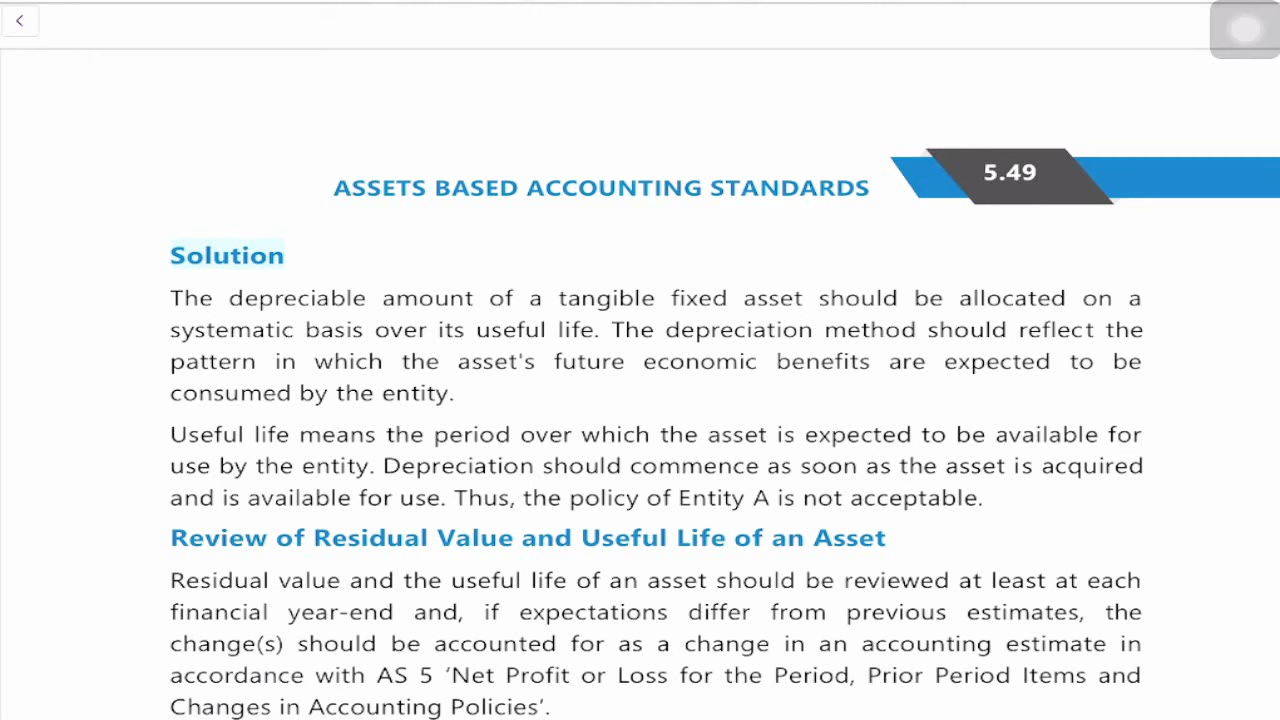 ASSETS BASED ACCOUNTING STANDARDS
5.49
Solution
The depreciable amount of a tangible fixed asset should be allocated on a
systematic basis over its useful life. The depreciation method should reflect the
pattern in which the asset's future economic benefits are expected to be
consumed by the entity.
Useful life means the period over which the asset is expected to be available for
use by the entity. Depreciation should commence as soon as the asset is acquired
and is available for use. Thus, the policy of Entity A is not acceptable.
Review of Residual Value and Useful Life of an Asset
Residual value and the useful life of an asset should be reviewed at least at each
financial year-end and, if expectations differ from previous estimates, the
change(s) should be accounted for as a change in an accounting estimate in
accordance with AS 5 ‘Net Profit or Loss for the Period, Prior Period Items and
Changes in Accounting Policies’.